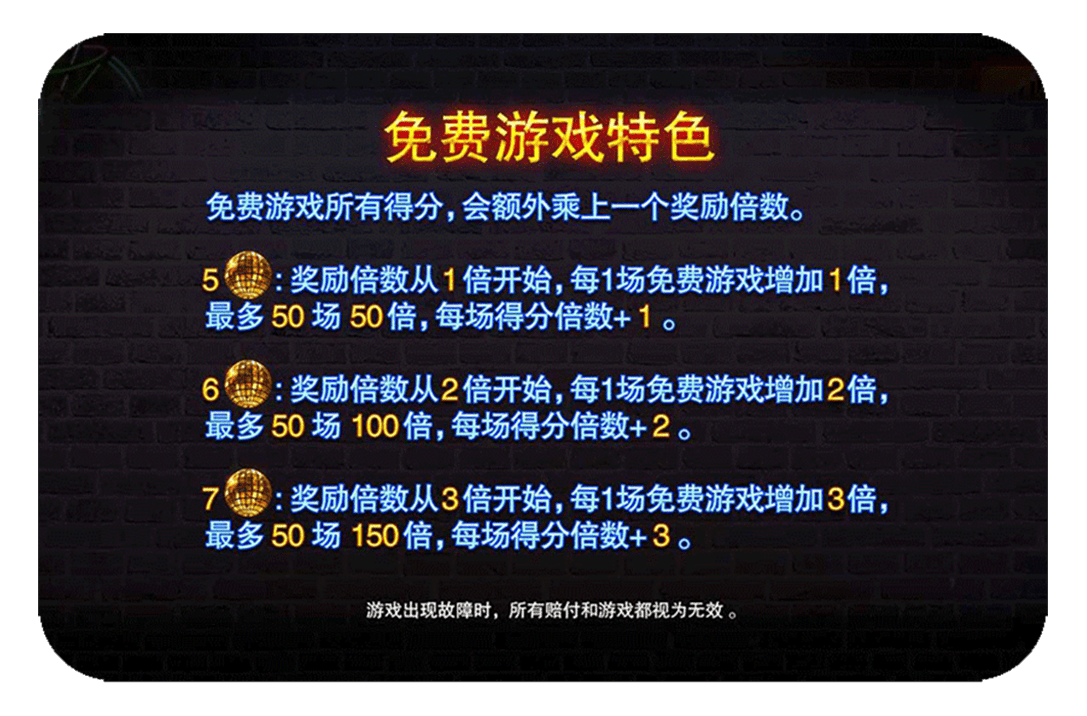 免费游戏特色
免费游戏所有得分,会额外乘上一个奖励倍数。
5 : 奖励倍数从1倍开始,每1场免费游戏增加1倍,
最多 50 场 50倍,每场得分倍数+ 1 。
6 : 奖励倍数从2倍开始,每1场免费游戏增加2倍,
最多 50 场 100倍,每场得分倍数+ 2 。
7 : 奖励倍数从3倍开始,每1场免费游戏增加3倍,
最多 50 场 150倍,每场得分倍数+ 3 。
游戏出现故障时，所有赔付和游戏都视为无效 。